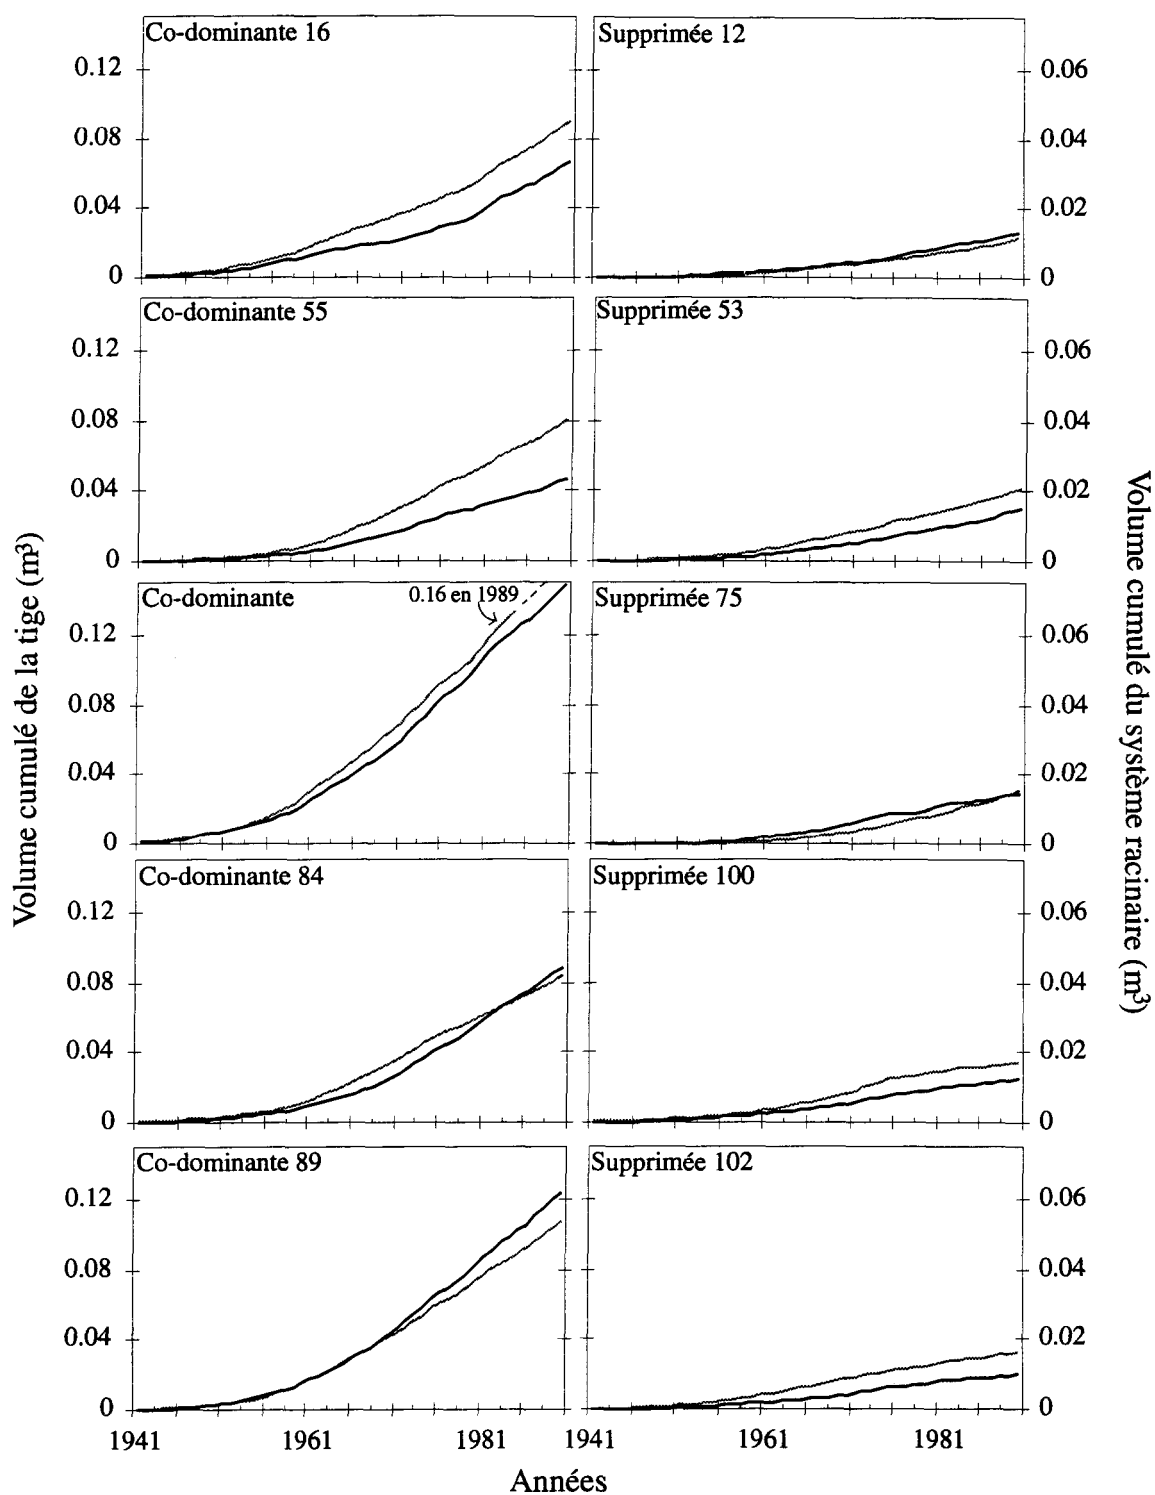 Volume cumulé de la tige (m³)
Volume cumulé du système racinaire (m³)
Co-dominante 16
0.12
0.08
0.04
0
Supprimée 12
0.06
0.04
0.02
0
Co-dominante 55
0.12
0.08
0.04
0
Supprimée 53
0.06
0.04
0.02
0
Co-dominante
0.16 en 1989
0.12
0.08
0.04
0
Supprimée 75
0.06
0.04
0.02
0
Co-dominante 84
0.12
0.08
0.04
0
Supprimée 100
0.06
0.04
0.02
0
Co-dominante 89
0.12
0.08
0.04
0
Supprimée 102
0.06
0.04
0.02
0
1941 1961 1981 1941 1961 1981
Années